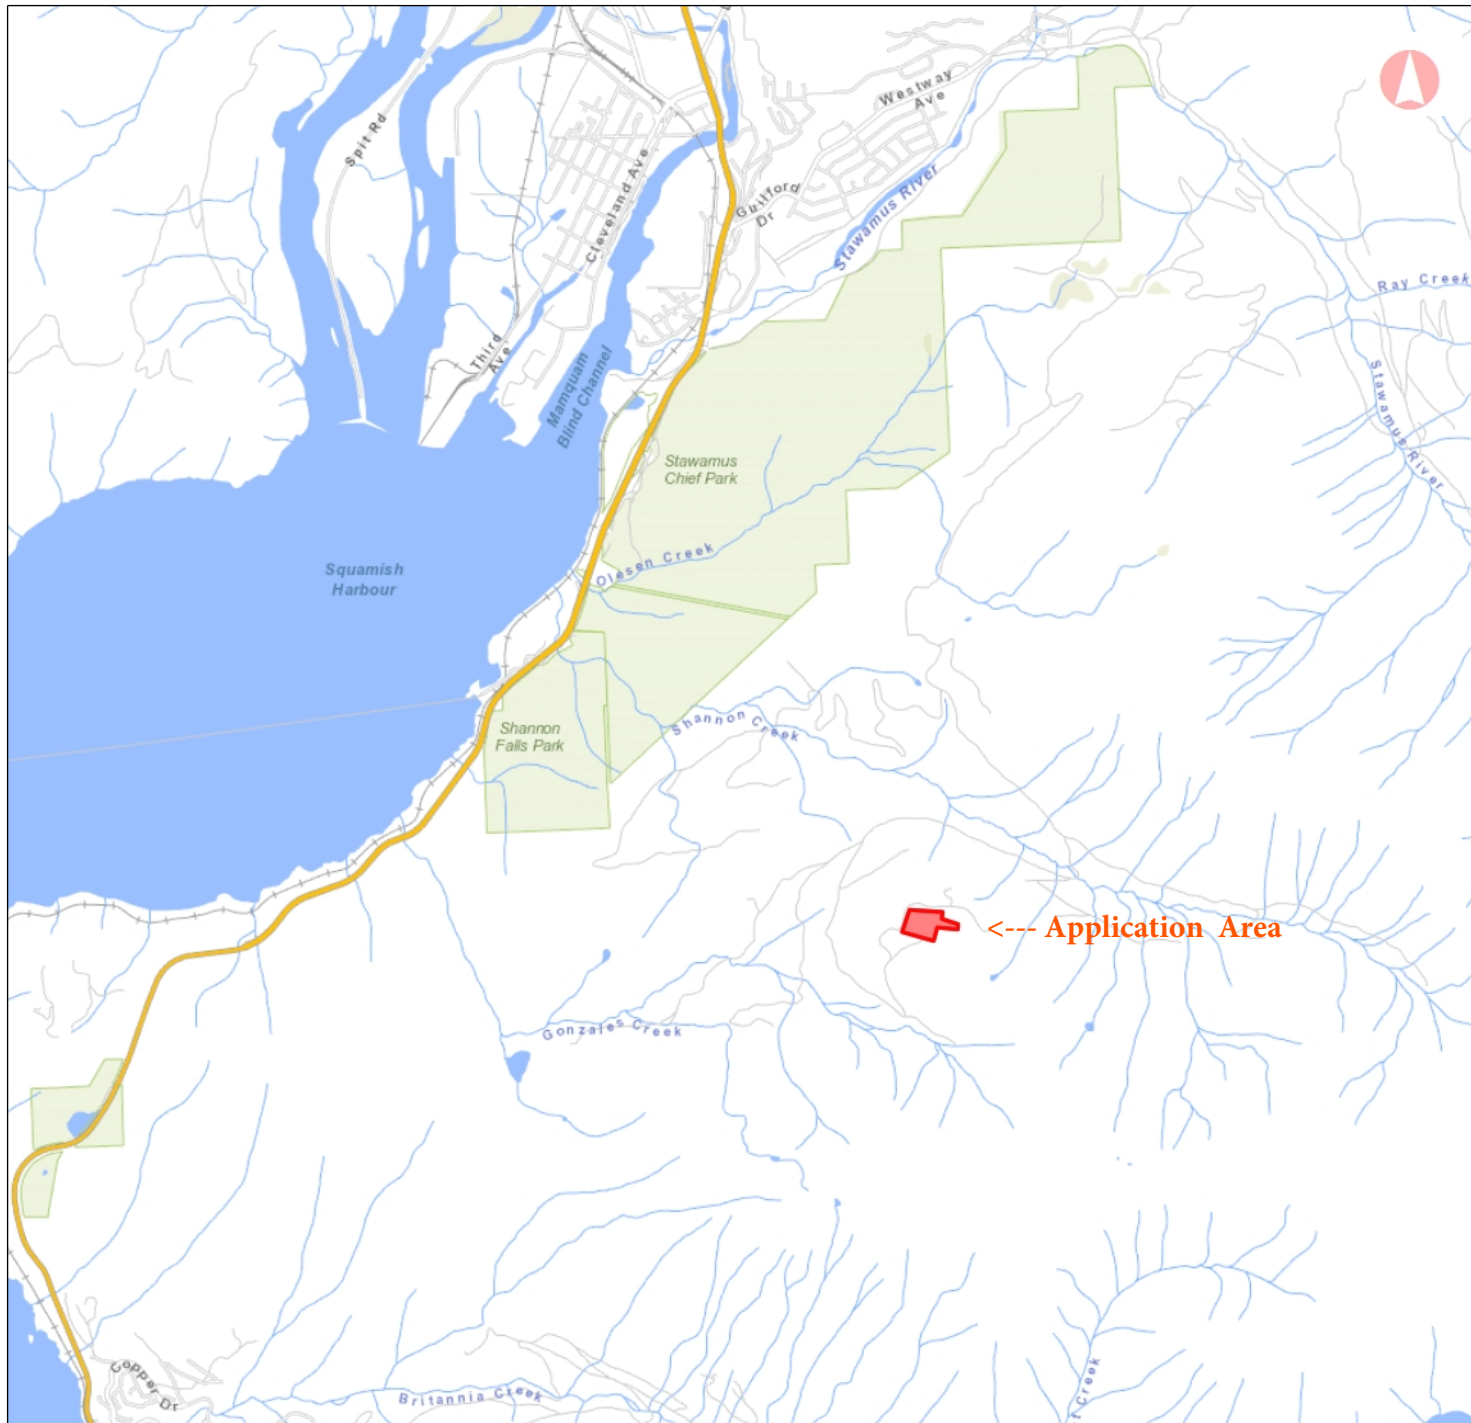 Westway
Ave
Spit Rd
Cleveland Ave
Guilford
Dr
Stawamus River
Ray Creek
Third
Ave
Mamquam
Blind Channel
Stawamus River
Stawamus
Chief Park
Olesen Creek
Squamish
Harbour
Shannon Creek
Shannon
Falls Park
<--- Application Area
Gonzales Creek
Copper Dr
Britannia Creek
t Creek